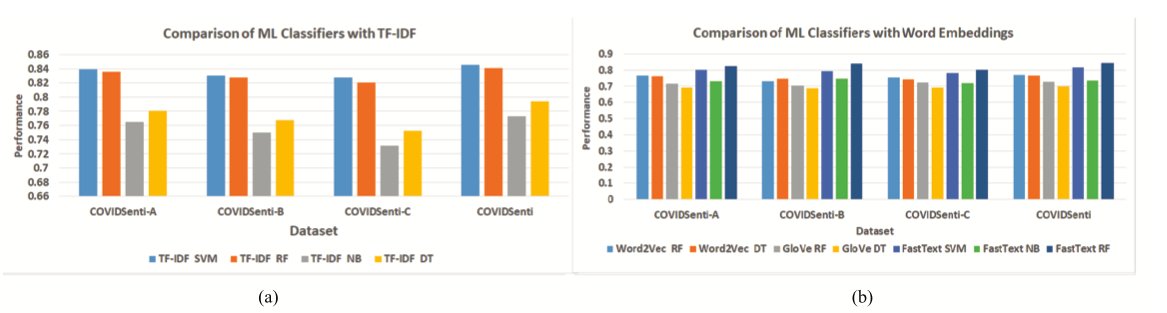 Comparison of ML Classifiers with TF-IDF
0.86
0.84
0.82
0.8
0.78
0.76
0.74
0.72
0.7
0.68
0.66
Performance
COVIDSenti-A COVIDSenti-B COVIDSenti-C COVIDSenti
Dataset
TF-IDF SVM TF-IDF RF TF-IDF NB TF-IDF DT
(a)
Comparison of ML Classifiers with Word Embeddings
0.9
0.8
0.7
0.6
0.5
0.4
0.3
0.2
0.1
0
Performance
COVIDSenti-A COVIDSenti-B COVIDSenti-C COVIDSenti
Dataset
Word2Vec RF Word2Vec DT GloVe RF GloVe DT FastText SVM FastText NB FastText RF
(b)